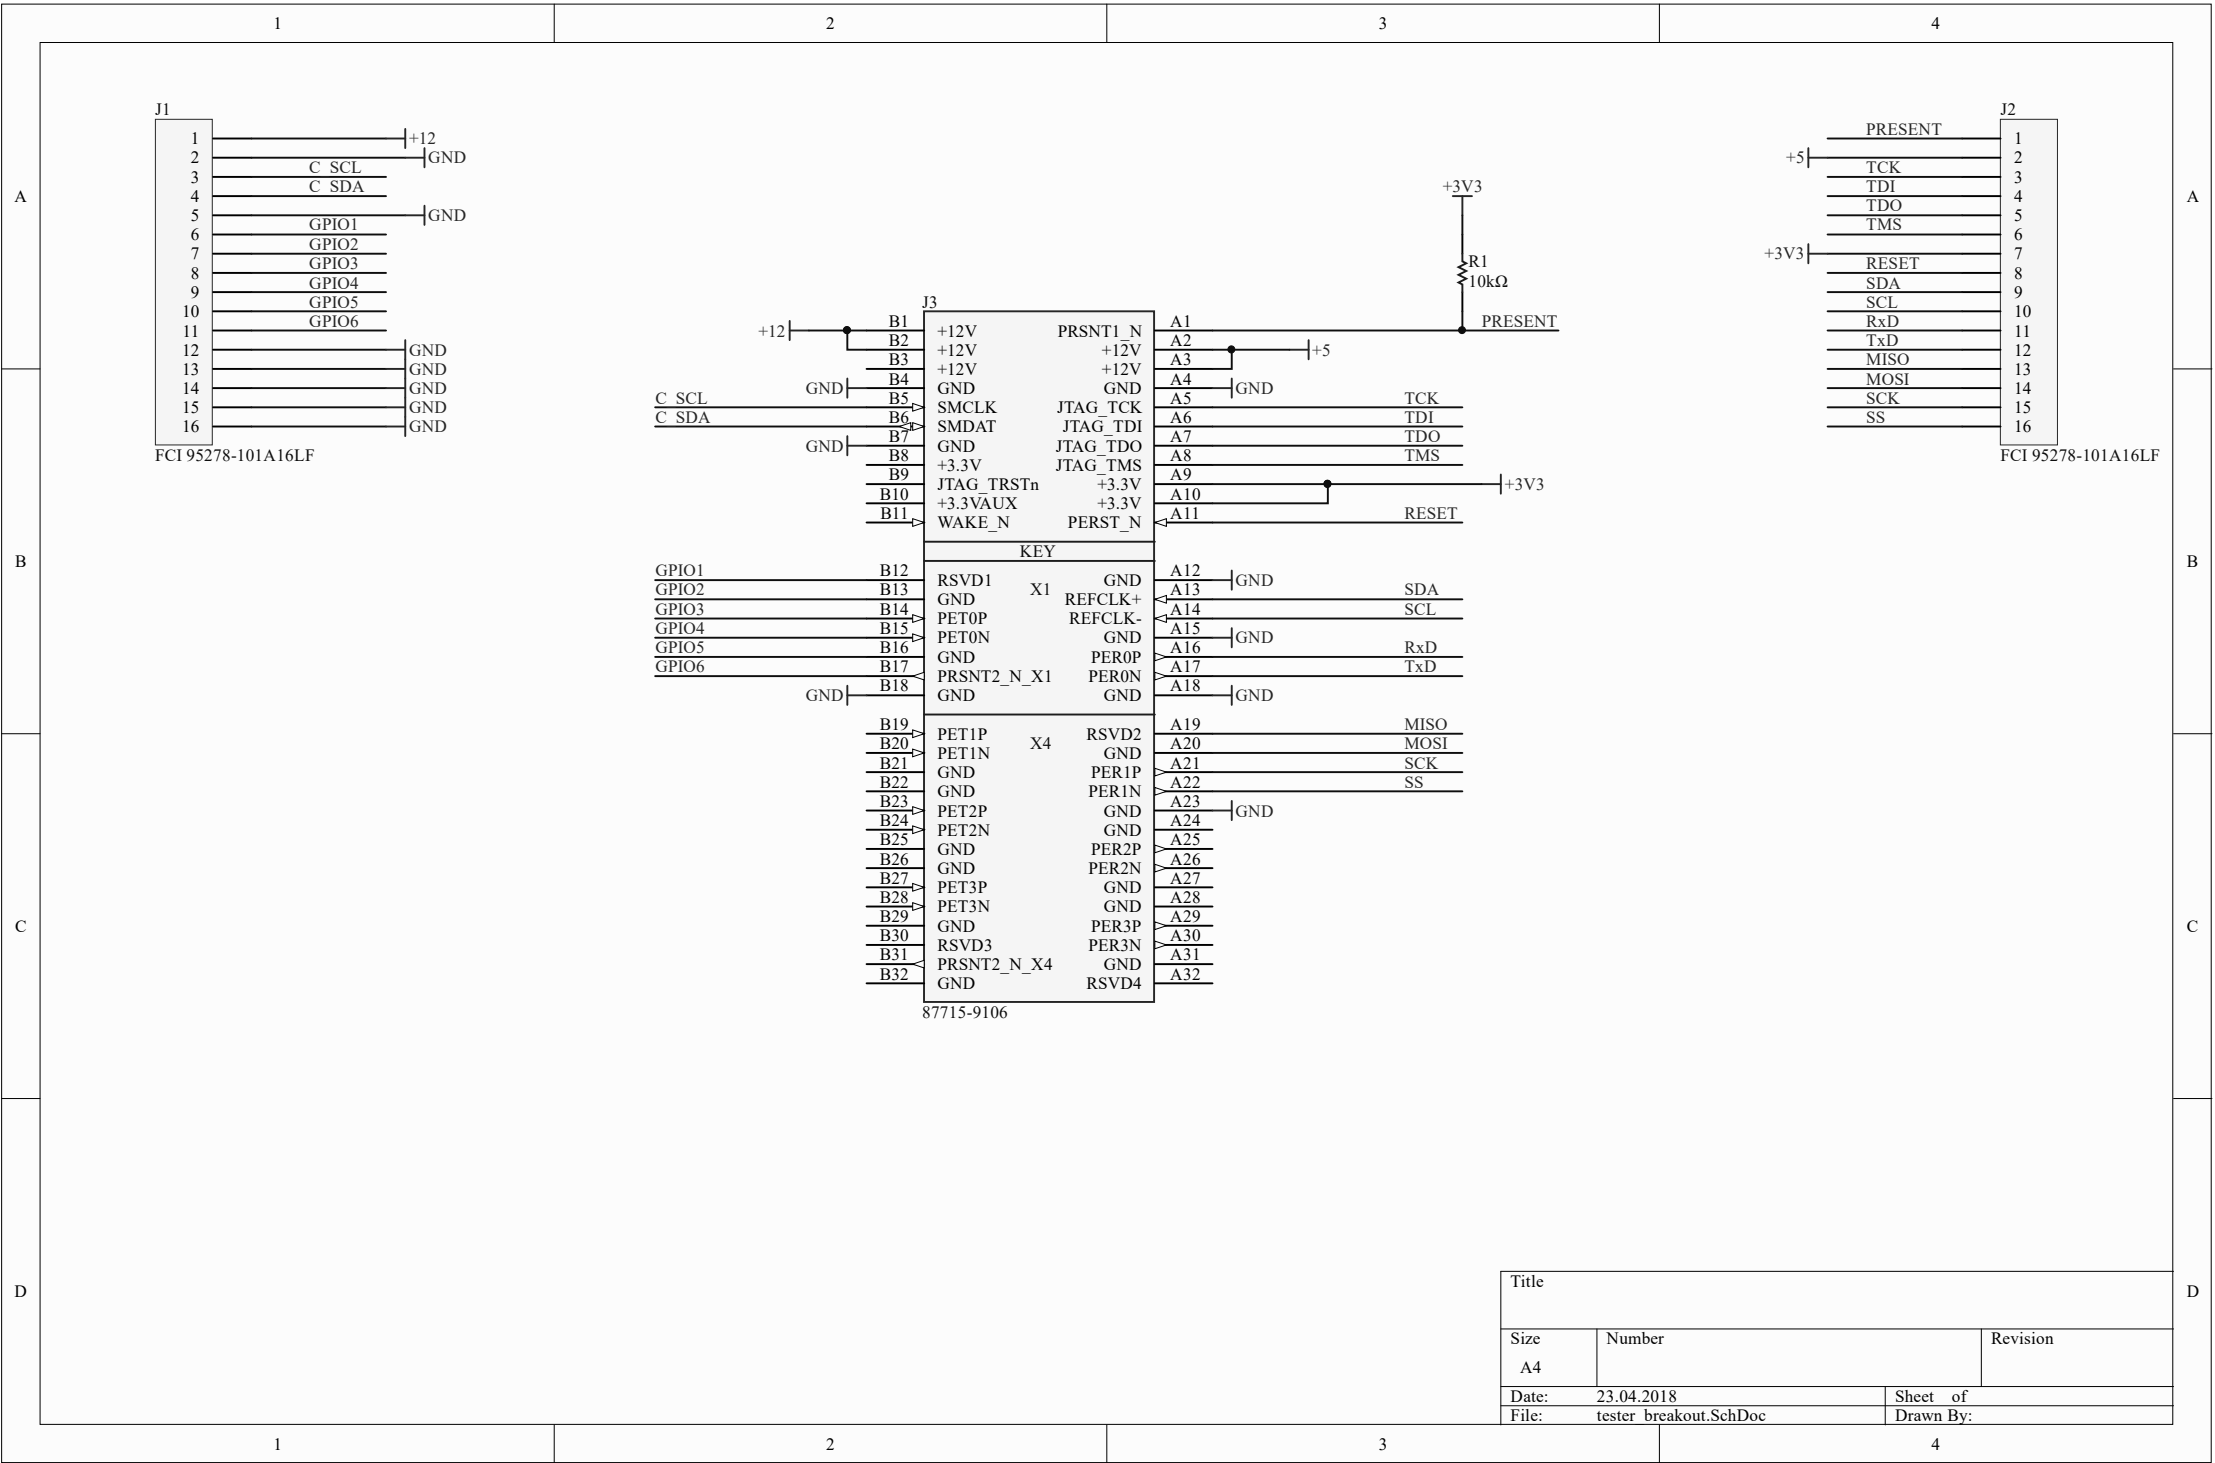 1 2 3 4
A
B
C
D
A
B
C
D
J1
1 +12
2 GND
3 C_SCL
4 C_SDA
5 GND
6 GPIO1
7 GPIO2
8 GPIO3
9 GPIO4
10 GPIO5
11 GPIO6
12 GND
13 GND
14 GND
15 GND
16 GND
FCI 95278-101A16LF
J2
PRESENT 1
+5 2
TCK 3
TDI 4
TDO 5
TMS 6
+3V3 7
RESET 8
SDA 9
SCL 10
RxD 11
TxD 12
MISO 13
MOSI 14
SCK 15
SS 16
FCI 95278-101A16LF
+3V3
R1
10kΩ
J3
+12 B1 +12V PRSNT1_N A1 PRESENT
B2 +12V +12V A2 +5
B3 +12V +12V A3
GND B4 GND GND A4 GND
C_SCL B5 SMCLK JTAG_TCK A5 TCK
C_SDA B6 SMDAT JTAG_TDI A6 TDI
GND B7 GND JTAG_TDO A7 TDO
B8 +3.3V JTAG_TMS A8 TMS
B9 JTAG_TRSTn +3.3V A9 +3V3
B10 +3.3VAUX +3.3V A10
B11 WAKE_N PERST_N A11 RESET
KEY
GPIO1 B12 RSVD1 GND A12 GND
X1
GPIO2 B13 GND REFCLK+ A13 SDA
GPIO3 B14 PET0P REFCLK- A14 SCL
GPIO4 B15 PET0N GND A15 GND
GPIO5 B16 GND PER0P A16 RxD
GPIO6 B17 PRSNT2_N_X1 PER0N A17 TxD
GND B18 GND GND A18 GND
B19 PET1P RSVD2 A19 MISO
X4
B20 PET1N GND A20 MOSI
B21 GND PER1P A21 SCK
B22 GND PER1N A22 SS
B23 PET2P GND A23 GND
B24 PET2N GND A24
B25 GND PER2P A25
B26 GND PER2N A26
B27 PET3P GND A27
B28 PET3N GND A28
B29 GND PER3P A29
B30 RSVD3 PER3N A30
B31 PRSNT2_N_X4 GND A31
B32 GND RSVD4 A32
87715-9106
Title
Size Number Revision
A4
Date: 23.04.2018 Sheet of
File: tester_breakout.SchDoc Drawn By:
1 2 3 4